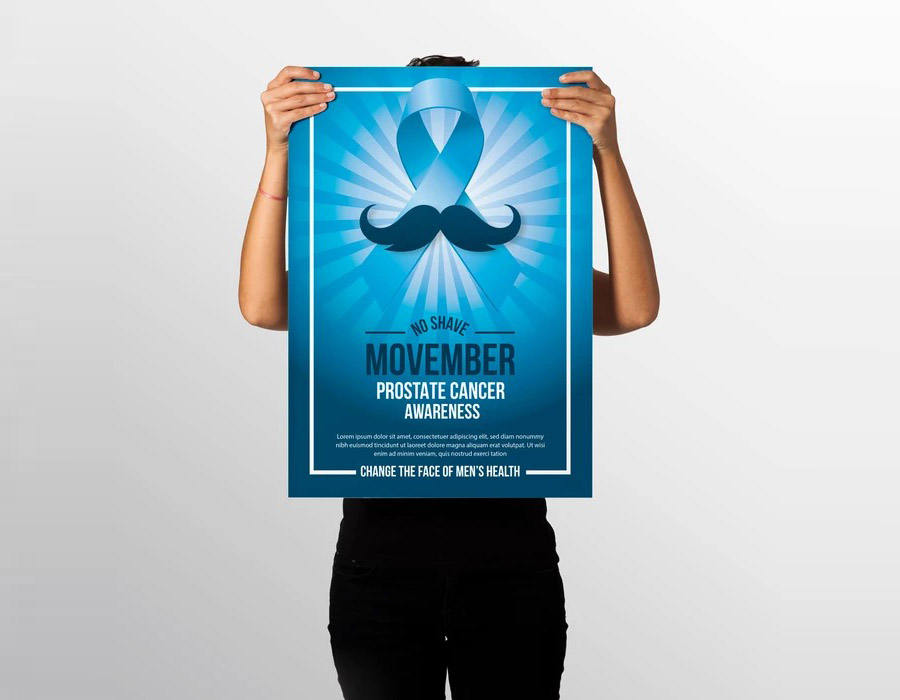 NO SHAVE
MOVEMBER
PROSTATE CANCER
AWARENESS
Lorem ipsum dolor sit amet, consectetuer adipiscing elit, sed diam nonummy
nibh euismod tincidunt ut laoreet dolore magna aliquam erat volutpat. Ut wisi
enim ad minim veniam, quis nostrud exerci tation
CHANGE THE FACE OF MEN'S HEALTH